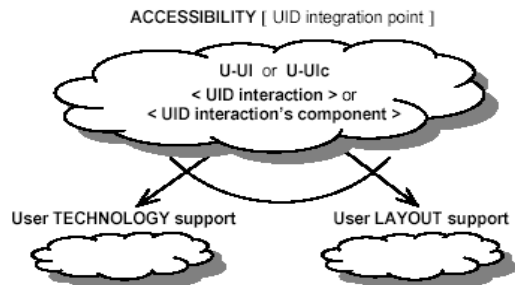 ACCESSIBILITY [ UID integration point ]
U-UI or U-UIc
< UID interaction > or
< UID interaction's component >
User TECHNOLOGY support
User LAYOUT support